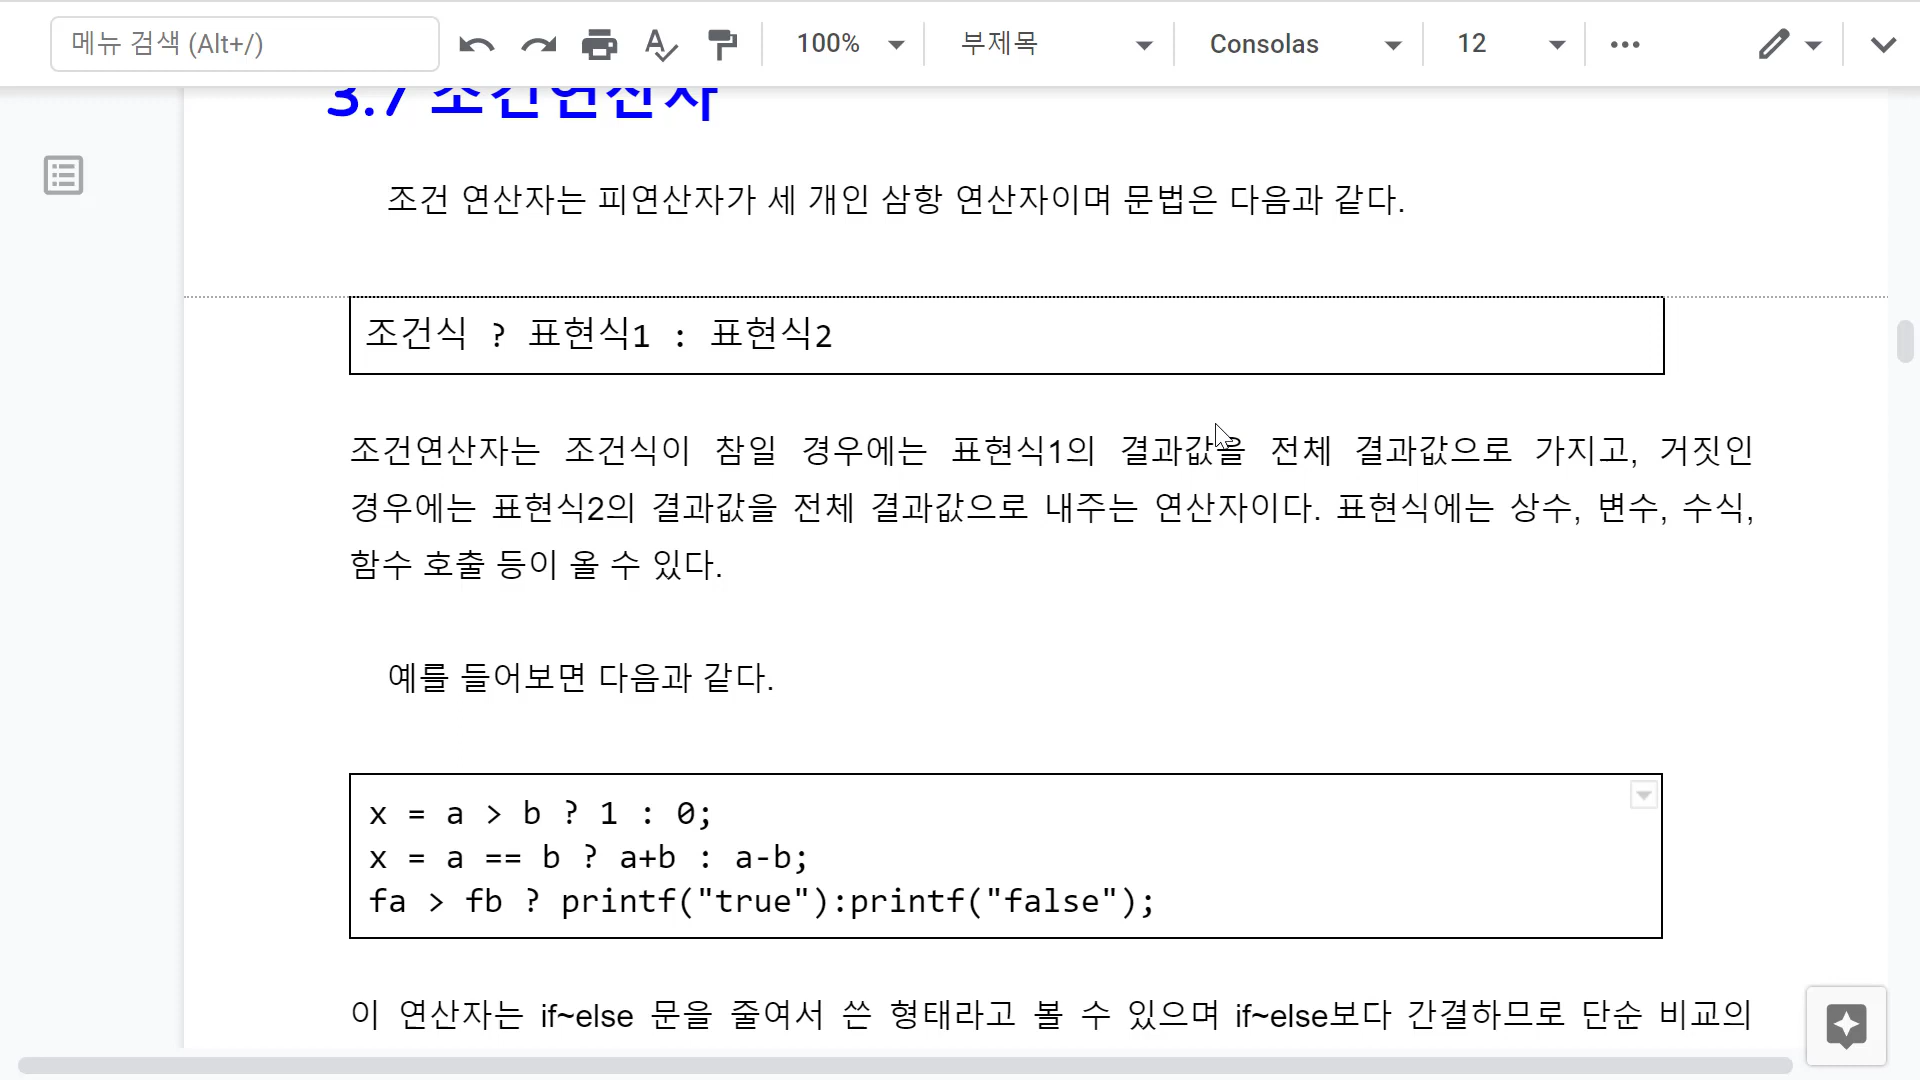 메뉴 검색 (Alt+/)
100%
부제목
Consolas
12
3.7 조건연산자
조건 연산자는 피연산자가 세 개인 삼항 연산자이며 문법은 다음과 같다.
조건식 ? 표현식1 : 표현식2
조건연산자는 조건식이 참일 경우에는 표현식1의 결과값을 전체 결과값으로 가지고, 거짓인
경우에는 표현식2의 결과값을 전체 결과값으로 내주는 연산자이다. 표현식에는 상수, 변수, 수식,
함수 호출 등이 올 수 있다.
예를 들어보면 다음과 같다.
x = a > b ? 1 : 0;
x = a == b ? a+b : a-b;
fa > fb ? printf("true"):printf("false");
이 연산자는 if~else 문을 줄여서 쓴 형태라고 볼 수 있으며 if~else보다 간결하므로 단순 비교의